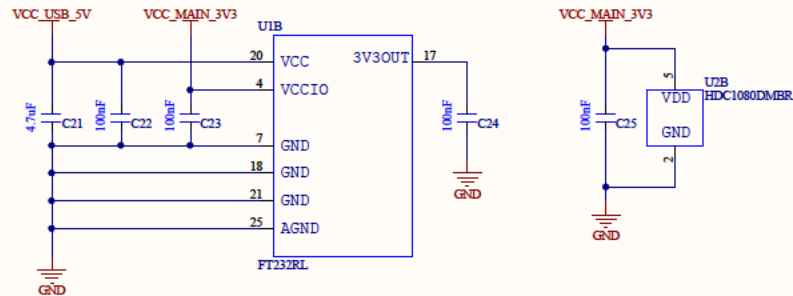 VCC_USB_5V
VCC_MAIN_3V3
VCC_MAIN_3V3
U1B
20 VCC
3V3OUT 17
4 VCCIO
4.7uF
C21
100nF
C22
100nF
C23
7 GND
18 GND
21 GND
25 AGND
FT232RL
GND
100nF
C24
GND
100nF
C25
GND
5
U2B
HDC1080DMBR
VDD
GND
2